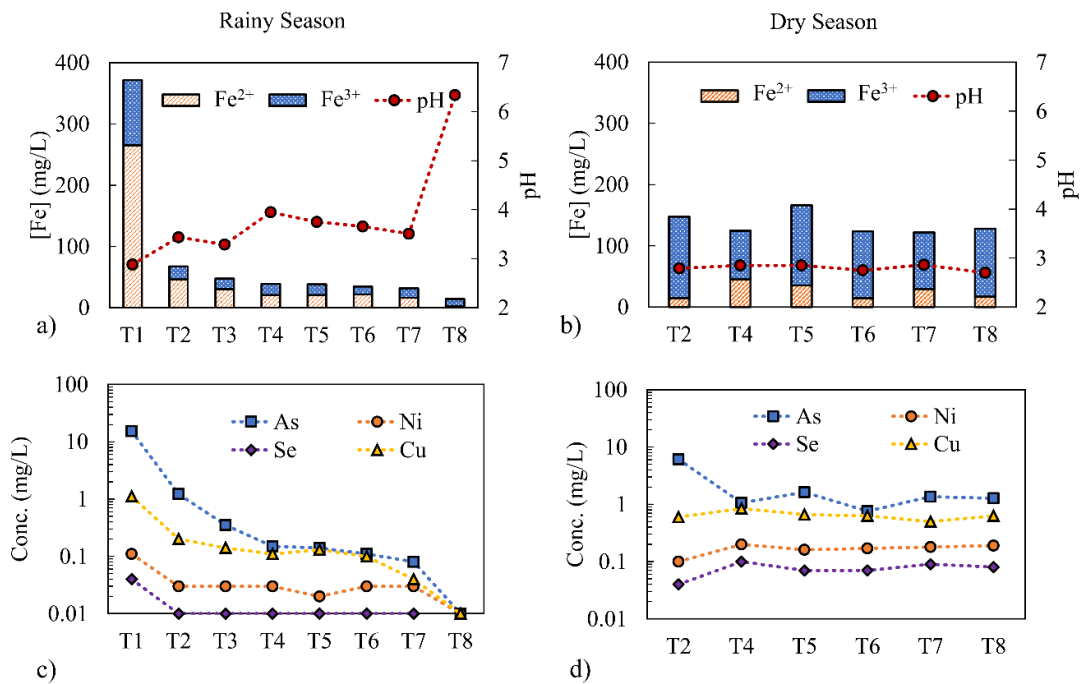 Rainy Season
400
300
200
100
0
[Fe] (mg/L)
Fe²⁺ Fe³⁺ pH
7
6
5
4
3
2
pH
T1 T2 T3 T4 T5 T6 T7 T8
a)
Dry Season
400
300
200
100
0
[Fe] (mg/L)
Fe²⁺ Fe³⁺ pH
7
6
5
4
3
2
pH
T2 T4 T5 T6 T7 T8
b)
100
10
1
0.1
0.01
Conc. (mg/L)
As Ni
Se Cu
T1 T2 T3 T4 T5 T6 T7 T8
c)
100
10
1
0.1
0.01
Conc. (mg/L)
As Ni
Se Cu
T2 T4 T5 T6 T7 T8
d)